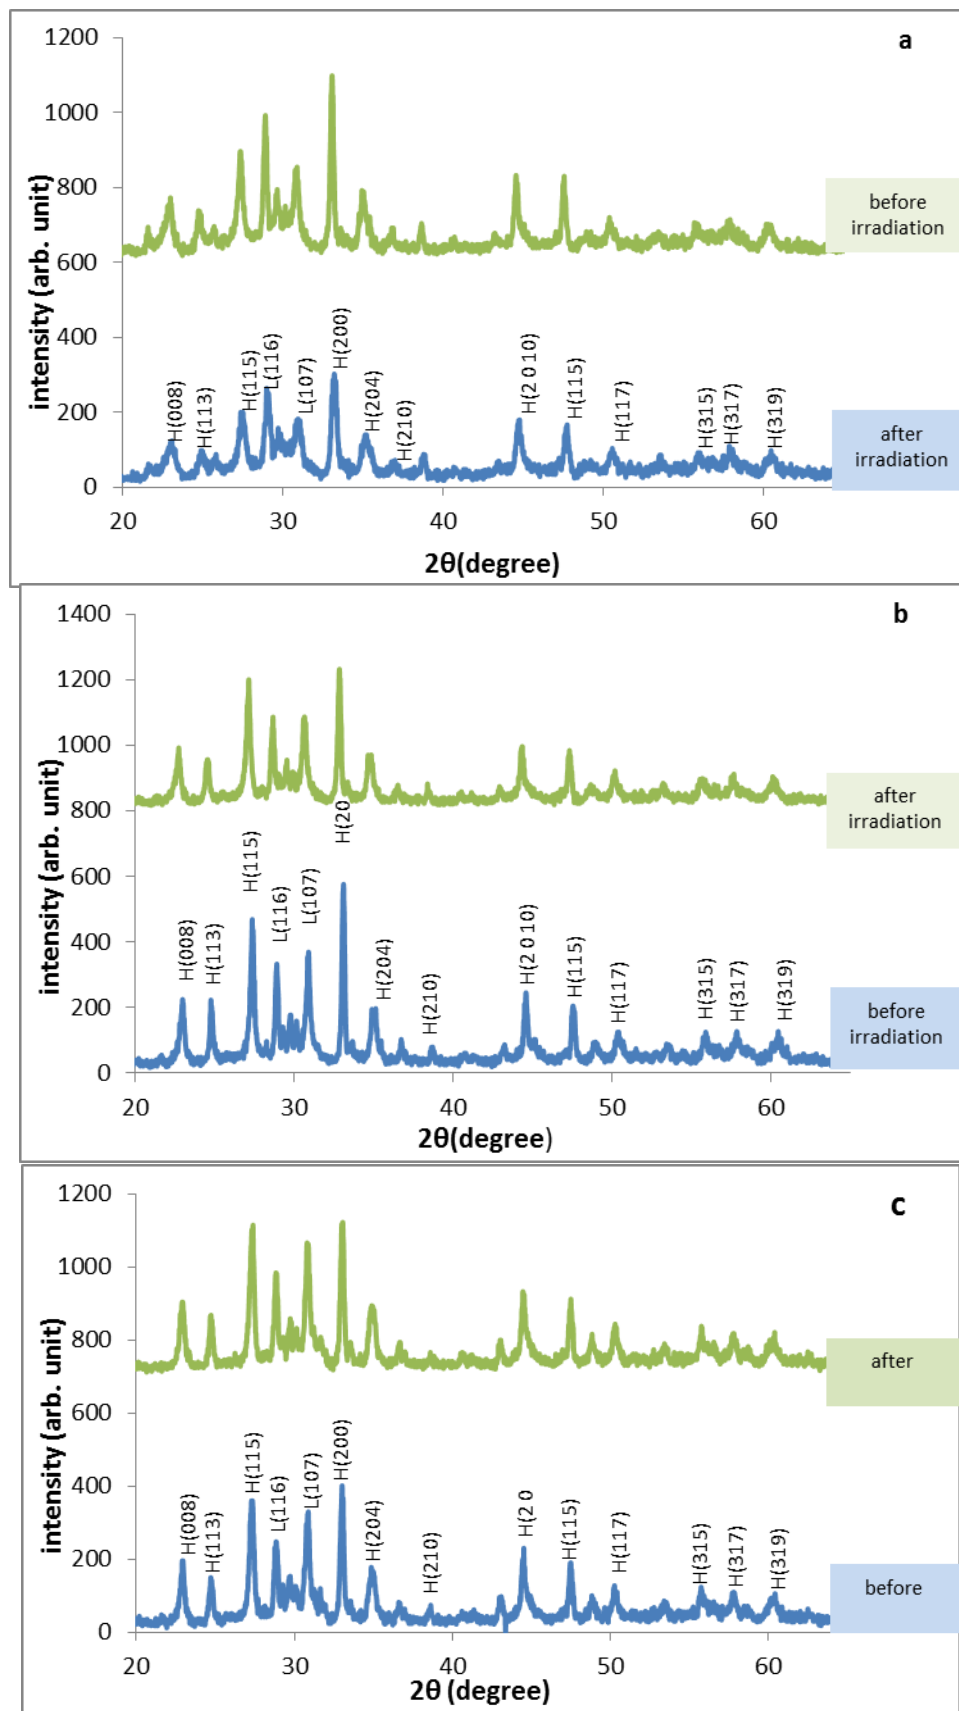 a
1200
1000
800
600
400
200
0
intensity (arb. unit)
before
irradiation
after
irradiation
H(008)
H(113)
H(115)
L(116)
L(107)
H(200)
H(204)
H(210)
H(2 010)
H(115)
H(117)
H(315)
H(317)
H(319)
20
30
40
50
60
2θ(degree)
b
1400
1200
1000
800
600
400
200
0
intensity (arb. unit)
after
irradiation
before
irradiation
H(008)
H(113)
H(115)
L(116)
L(107)
H(20
H(204)
H(210)
H(2 010)
H(115)
H(117)
H(315)
H(317)
H(319)
20
30
40
50
60
2θ(degree)
c
1200
1000
800
600
400
200
0
intensity (arb. unit)
after
before
H(008)
H(113)
H(115)
L(116)
L(107)
H(200)
H(204)
H(210)
H(2 0
H(115)
H(117)
H(315)
H(317)
H(319)
20
30
40
50
60
2θ (degree)